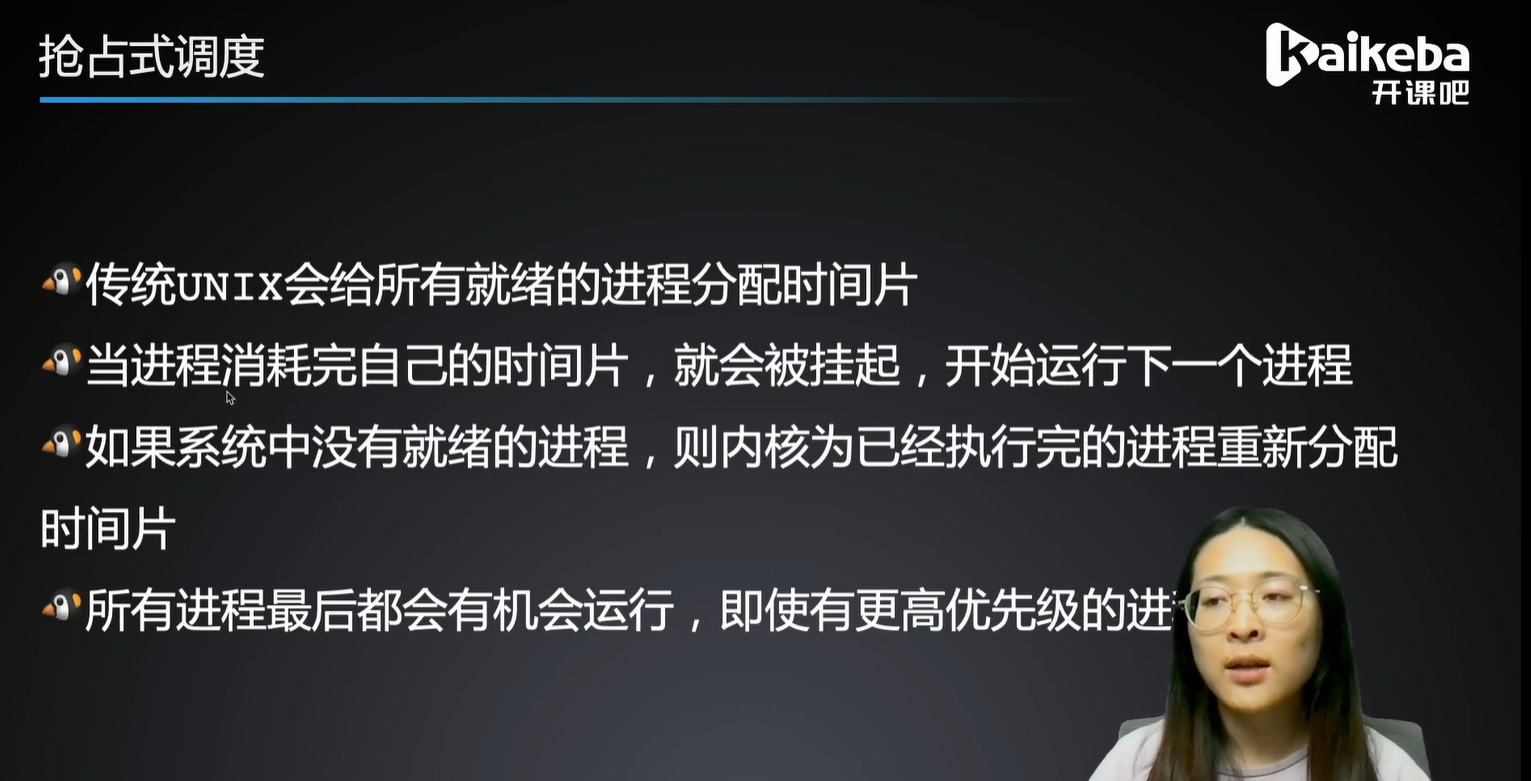 抢占式调度
Kaikeba
开课吧
传统UNIX会给所有就绪的进程分配时间片
当进程消耗完自己的时间片，就会被挂起，开始运行下一个进程
如果系统中没有就绪的进程，则内核为已经执行完的进程重新分配
时间片
所有进程最后都会有机会运行，即使有更高优先级的进